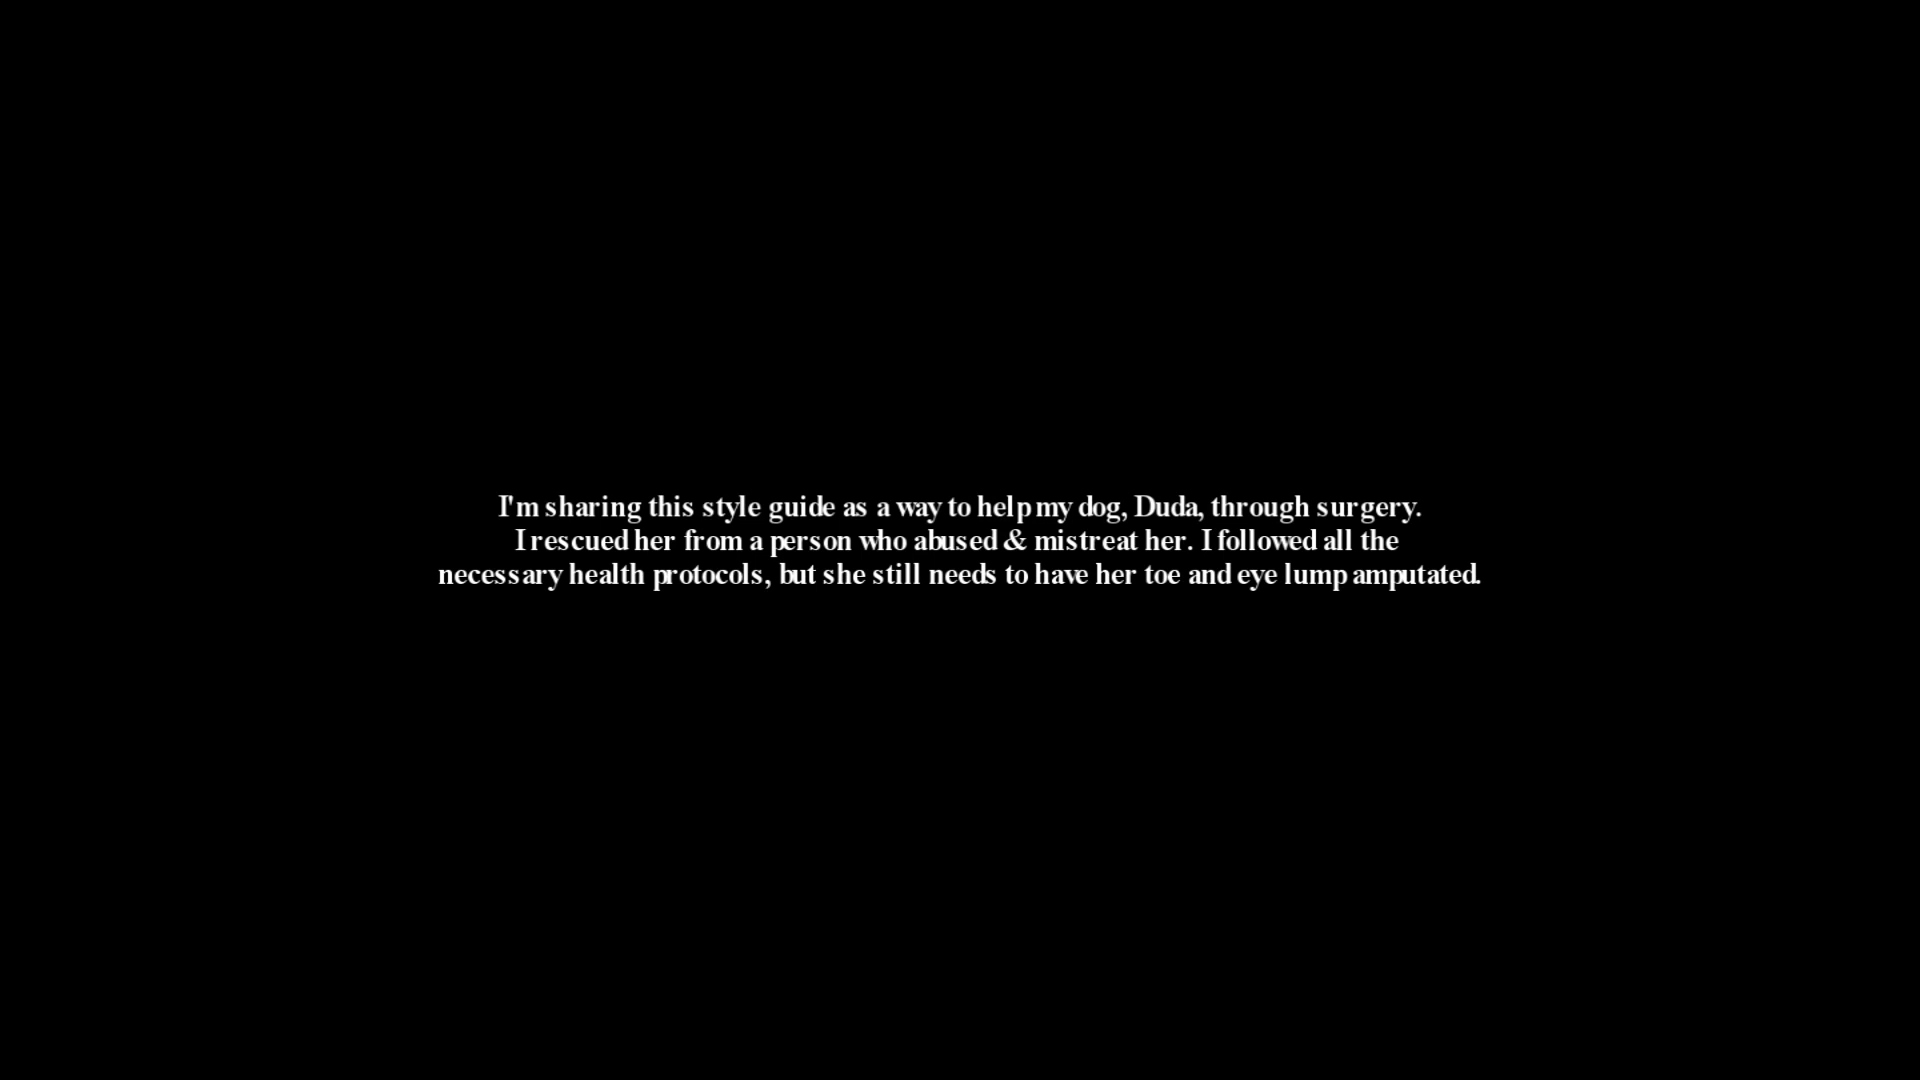 I'm sharing this style guide as a way to help my dog, Duda, through surgery.
I rescued her from a person who abused & mistreat her. I followed all the
necessary health protocols, but she still needs to have her toe and eye lump amputated.